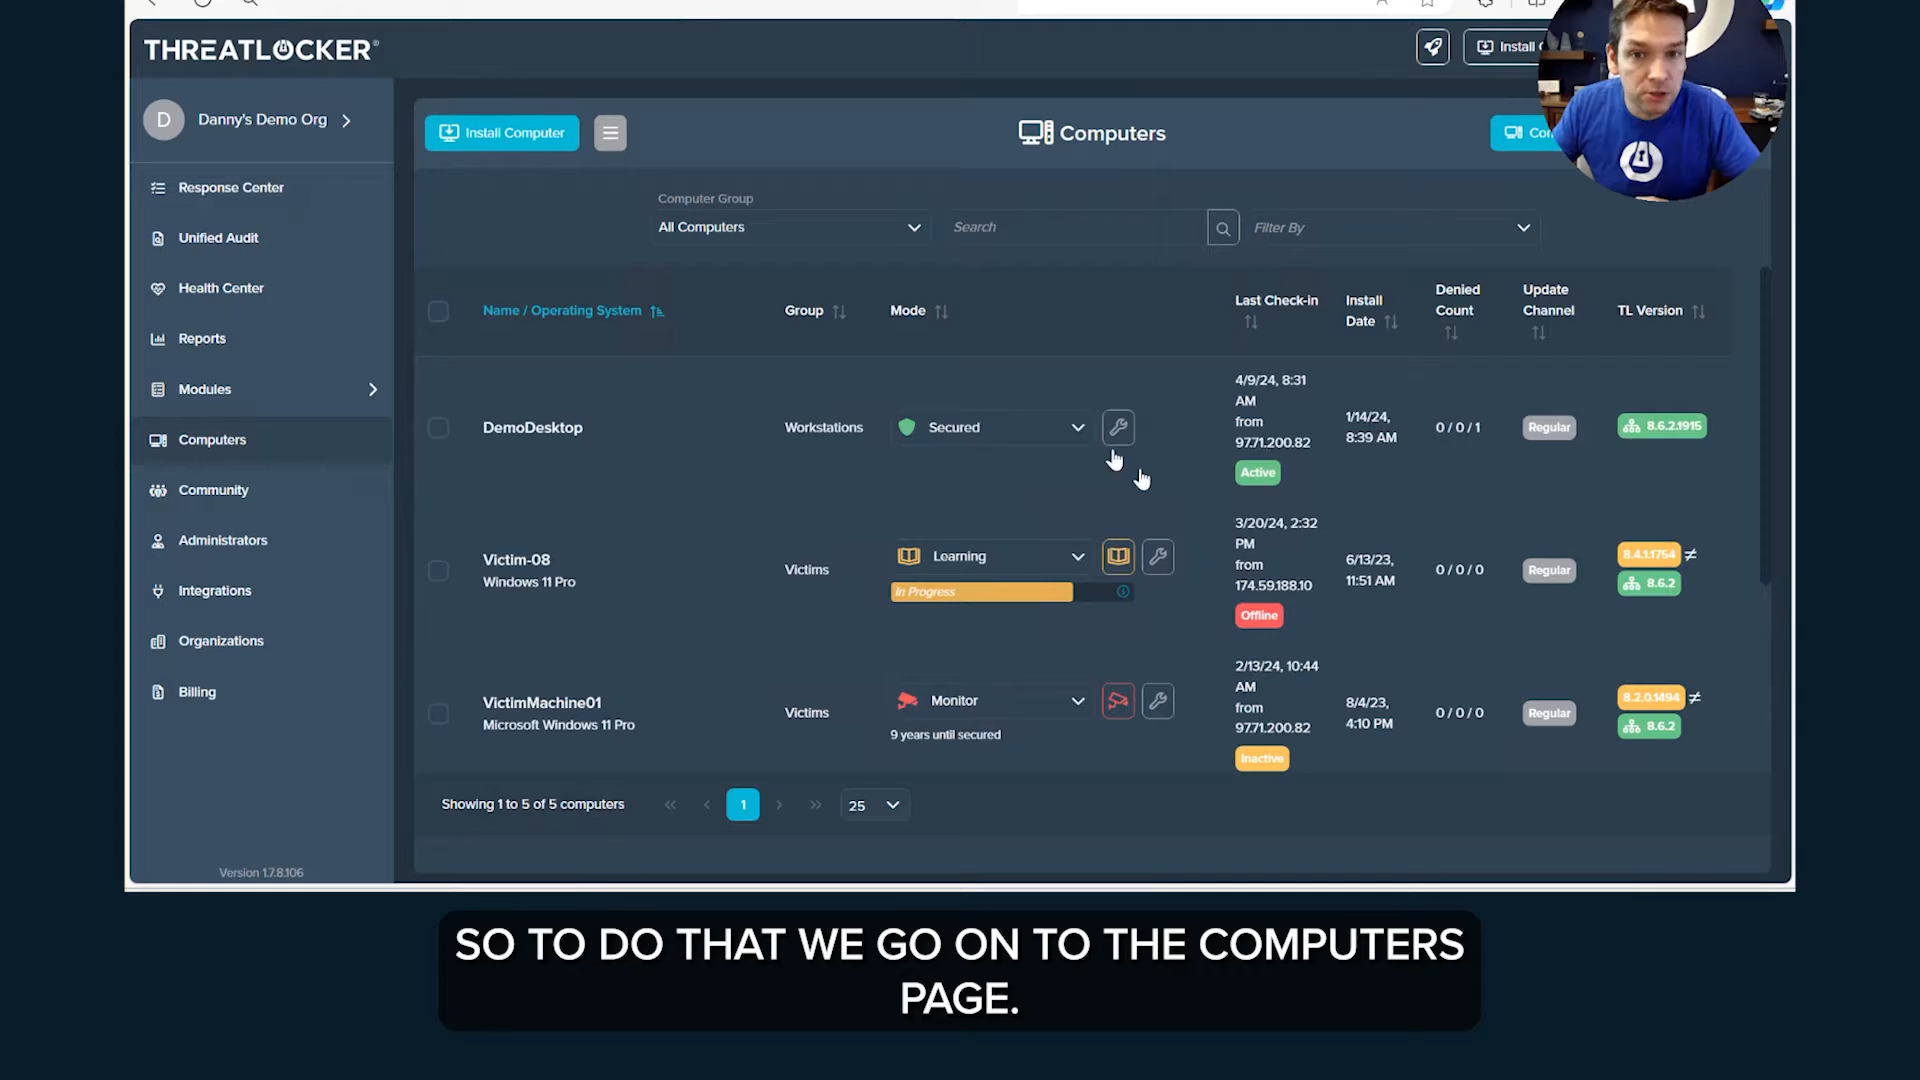 THREATLOCKER®
Install
D
Danny's Demo Org
Response Center
Unified Audit
Health Center
Reports
Modules
Computers
Community
Administrators
Integrations
Organizations
Billing
Version 1.7.8.106
Install Computer
Computers
Computer Group
All Computers
Search
Filter By
Name / Operating System
Group
Mode
Last Check-in
Install Date
Denied Count
Update Channel
TL Version
DemoDesktop
Workstations
Secured
4/9/24, 8:31
AM
from
97.71.200.82
Active
1/14/24,
8:39 AM
0 / 0 / 1
Regular
8.6.2.1915
Victim-08
Windows 11 Pro
Victims
Learning
In Progress
3/20/24, 2:32
PM
from
174.59.188.10
Offline
6/13/23,
11:51 AM
0 / 0 / 0
Regular
8.4.1.1754 ≠
8.6.2
VictimMachine01
Microsoft Windows 11 Pro
Victims
Monitor
9 years until secured
2/13/24, 10:44
AM
from
97.71.200.82
Inactive
8/4/23,
4:10 PM
0 / 0 / 0
Regular
8.2.0.1494 ≠
8.6.2
Showing 1 to 5 of 5 computers
« ‹ 1 › »
25
SO TO DO THAT WE GO ON TO THE COMPUTERS
PAGE.